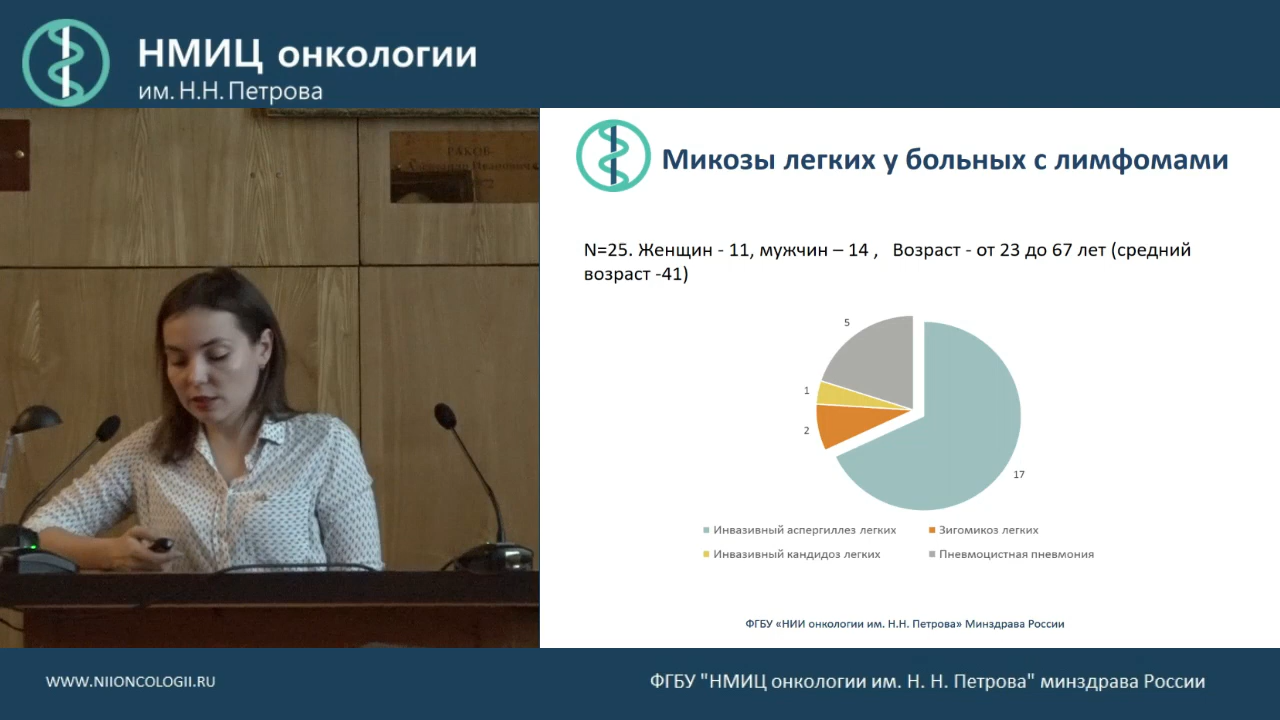 НМИЦ онкологии
им. Н.Н. Петрова
РАКОВ
Микозы легких у больных с лимфомами
N=25. Женщин - 11, мужчин – 14 ,   Возраст - от 23 до 67 лет (средний
возраст -41)
5
1
2
17
Инвазивный аспергиллез легких
Зигомикоз легких
Инвазивный кандидоз легких
Пневмоцистная пневмония
ФГБУ «НИИ онкологии им. Н.Н. Петрова» Минздрава России
WWW.NIIONCOLOGII.RU
ФГБУ "НМИЦ онкологии им. Н. Н. Петрова" минздрава России